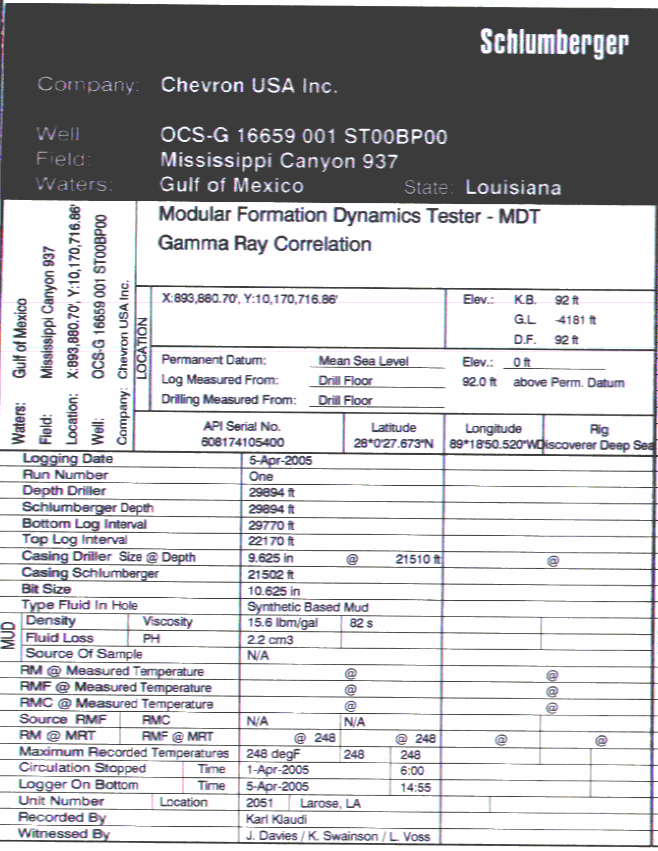 Schlumberger
Company: Chevron USA Inc.
Well OCS-G 16659 001 ST00BP00
Field: Mississippi Canyon 937
Waters: Gulf of Mexico State: Louisiana
Modular Formation Dynamics Tester - MDT
Gamma Ray Correlation
Waters: Gulf of Mexico
Field: Mississippi Canyon 937
Location: X:893,880.70' Y:10,170,716.86'
Well: OCS-G 16659 001 ST00BP00
Company: Chevron USA Inc.
LOCATION
X:893,880.70', Y:10,170,716.86' Elev.: K.B. 92 ft
G.L. -4181 ft
D.F. 92 ft
Permanent Datum: Mean Sea Level Elev.: 0 ft
Log Measured From: Drill Floor 92.0 ft above Perm. Datum
Drilling Measured From: Drill Floor
API Serial No. Latitude Longitude Rig
608174105400 28°0'27.673"N 89°18'50.520"W Discoverer Deep Sea
Logging Date 5-Apr-2005
Run Number One
Depth Driller 29894 ft
Schlumberger Depth 29894 ft
Bottom Log Interval 29770 ft
Top Log Interval 22170 ft
Casing Driller Size @ Depth 9.625 in @ 21510 ft @
Casing Schlumberger 21502 ft
Bit Size 10.625 in
Type Fluid In Hole Synthetic Based Mud
MUD
Density Viscosity 15.6 lbm/gal 82 s
Fluid Loss PH 2.2 cm3
Source Of Sample N/A
RM @ Measured Temperature @ @
RMF @ Measured Temperature @ @
RMC @ Measured Temperature @ @
Source RMF RMC N/A N/A
RM @ MRT RMF @ MRT @ 248 @ 248 @ @
Maximum Recorded Temperatures 248 degF 248 248
Circulation Stopped Time 1-Apr-2005 6:00
Logger On Bottom Time 5-Apr-2005 14:55
Unit Number Location 2051 Larose, LA
Recorded By Karl Klaudi
Witnessed By J. Davies / K. Swainson / L. Voss